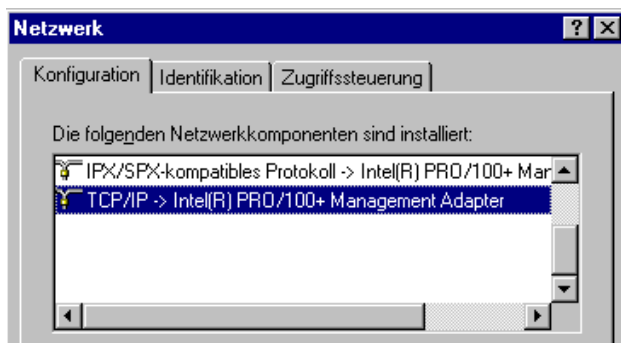 Netzwerk
Konfiguration Identifikation Zugriffssteuerung
Die folgenden Netzwerkkomponenten sind installiert:
IPX/SPX-kompatibles Protokoll -> Intel(R) PRO/100+ Mar
TCP/IP -> Intel(R) PRO/100+ Management Adapter